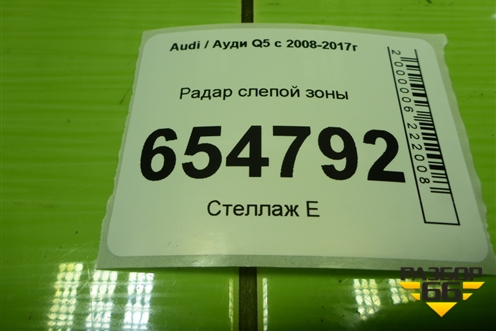 Audi / Ауди Q5 с 2008-2017г
Радар слепой зоны
654792
Стеллаж Е
2000006222008
РАЗБОР
66